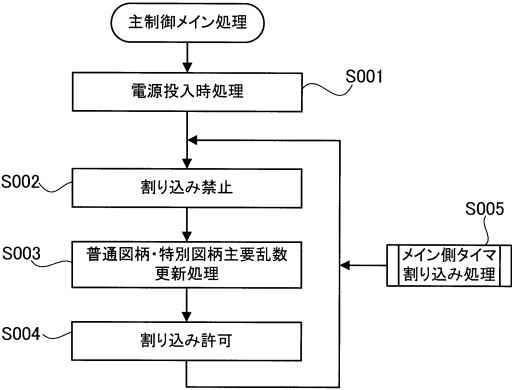 主制御メイン処理
電源投入時処理
S001
割り込み禁止
S002
普通図柄・特別図柄主要乱数
更新処理
S003
割り込み許可
S004
S005
メイン側タイマ
割り込み処理